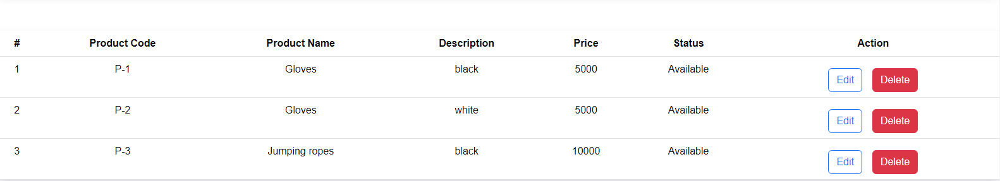 # Product Code Product Name Description Price Status Action
1 P-1 Gloves black 5000 Available Edit Delete
2 P-2 Gloves white 5000 Available Edit Delete
3 P-3 Jumping ropes black 10000 Available Edit Delete